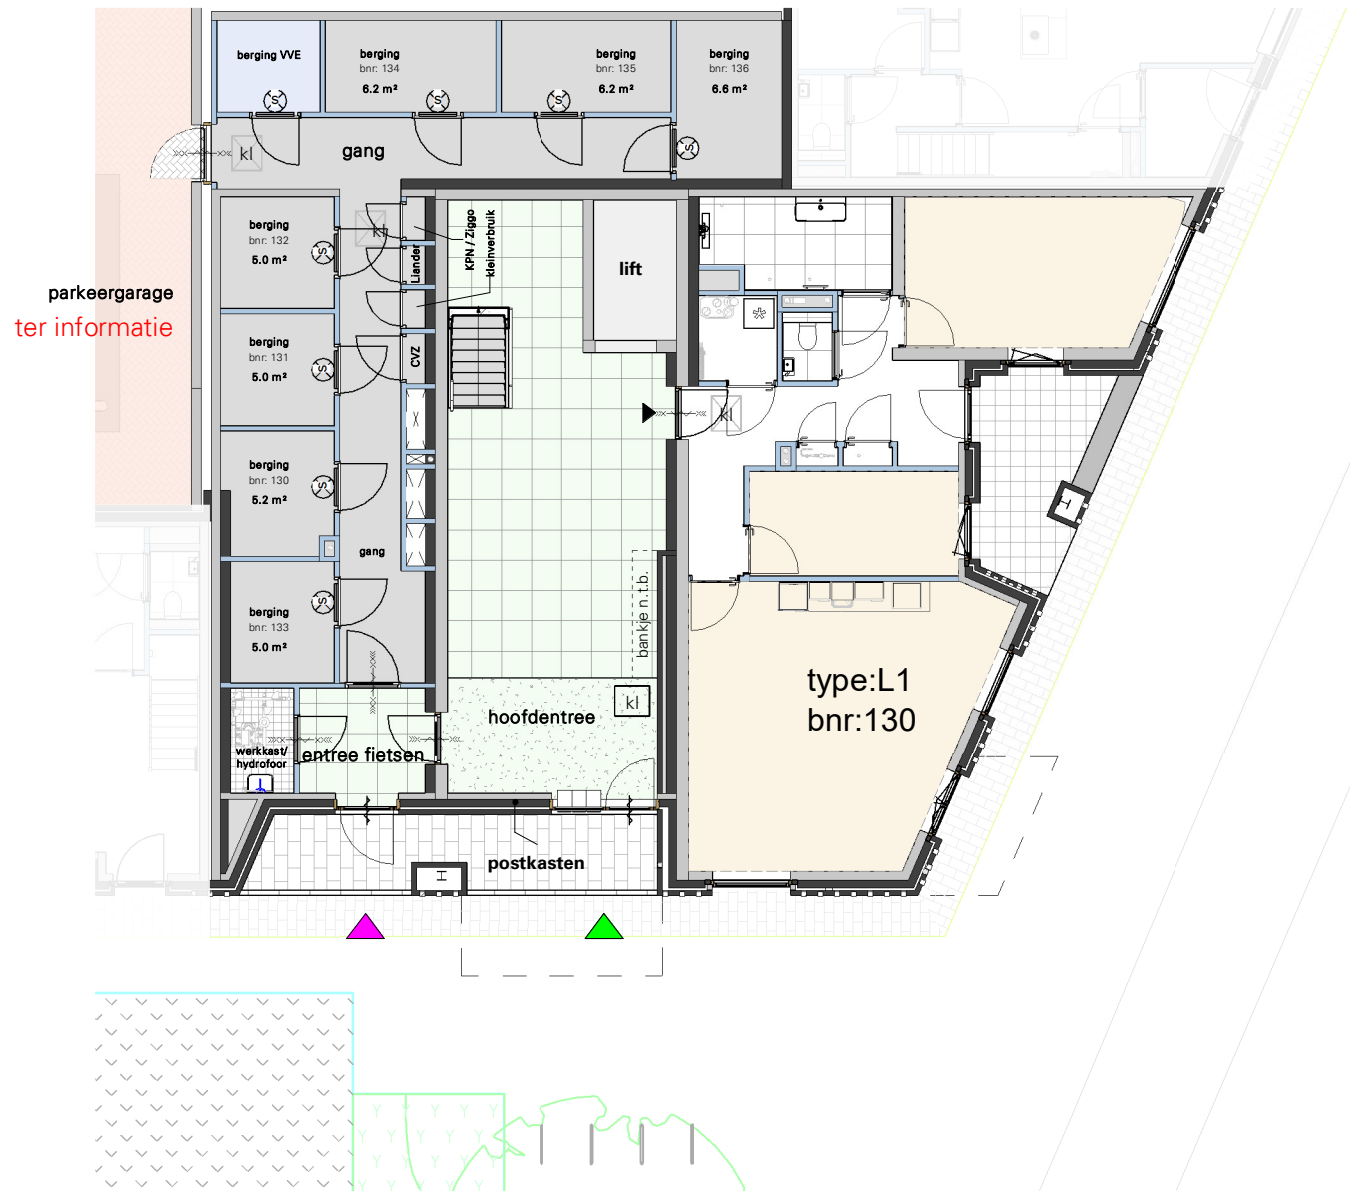 berging VVE
berging
bnr: 134
6.2 m²
berging
bnr: 135
6.2 m²
berging
bnr: 136
6.6 m²
S
S
S
S
kl
gang
berging
bnr: 132
5.0 m²
S
kl
KPN / Ziggo
kleinverbruik
Liander
lift
parkeergarage
ter informatie
berging
bnr: 131
5.0 m²
S
CVZ
kl
berging
bnr: 130
5.2 m²
S
gang
berging
bnr: 133
5.0 m²
S
bankje n.t.b.
kl
hoofdentree
type:L1
bnr:130
werkkast/
hydrofoor
entree fietsen
postkasten
H
H